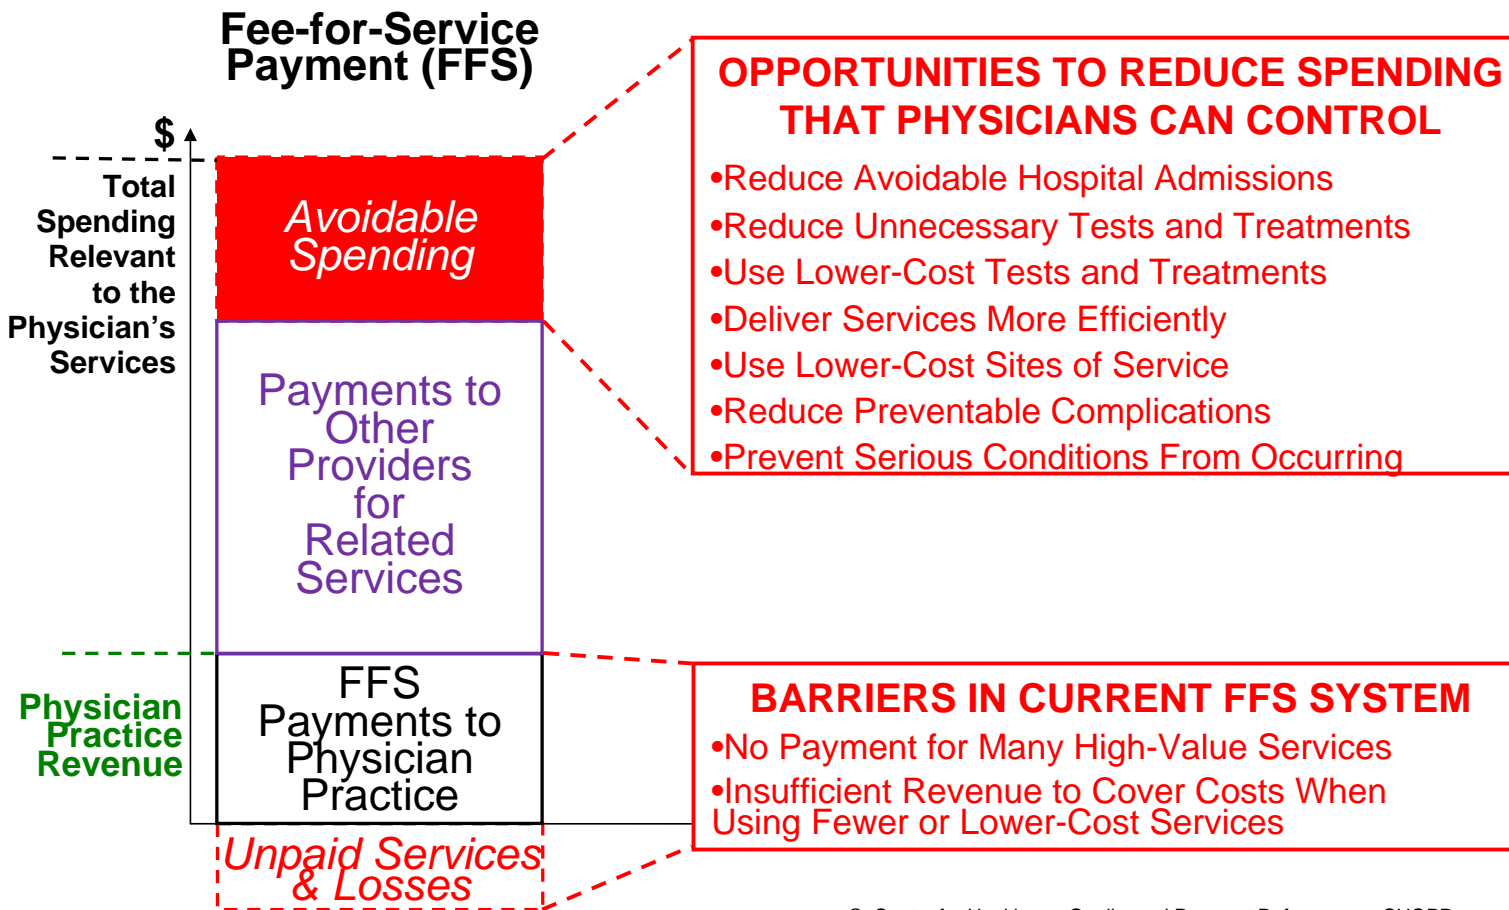 Fee-for-Service
Payment (FFS)
$
Total
Spending
Relevant
to the
Physician's
Services
Avoidable
Spending
Payments to
Other
Providers
for
Related
Services
Physician
Practice
Revenue
FFS
Payments to
Physician
Practice
Unpaid Services
& Losses
OPPORTUNITIES TO REDUCE SPENDING
THAT PHYSICIANS CAN CONTROL
•Reduce Avoidable Hospital Admissions
•Reduce Unnecessary Tests and Treatments
•Use Lower-Cost Tests and Treatments
•Deliver Services More Efficiently
•Use Lower-Cost Sites of Service
•Reduce Preventable Complications
•Prevent Serious Conditions From Occurring
BARRIERS IN CURRENT FFS SYSTEM
•No Payment for Many High-Value Services
•Insufficient Revenue to Cover Costs When
Using Fewer or Lower-Cost Services